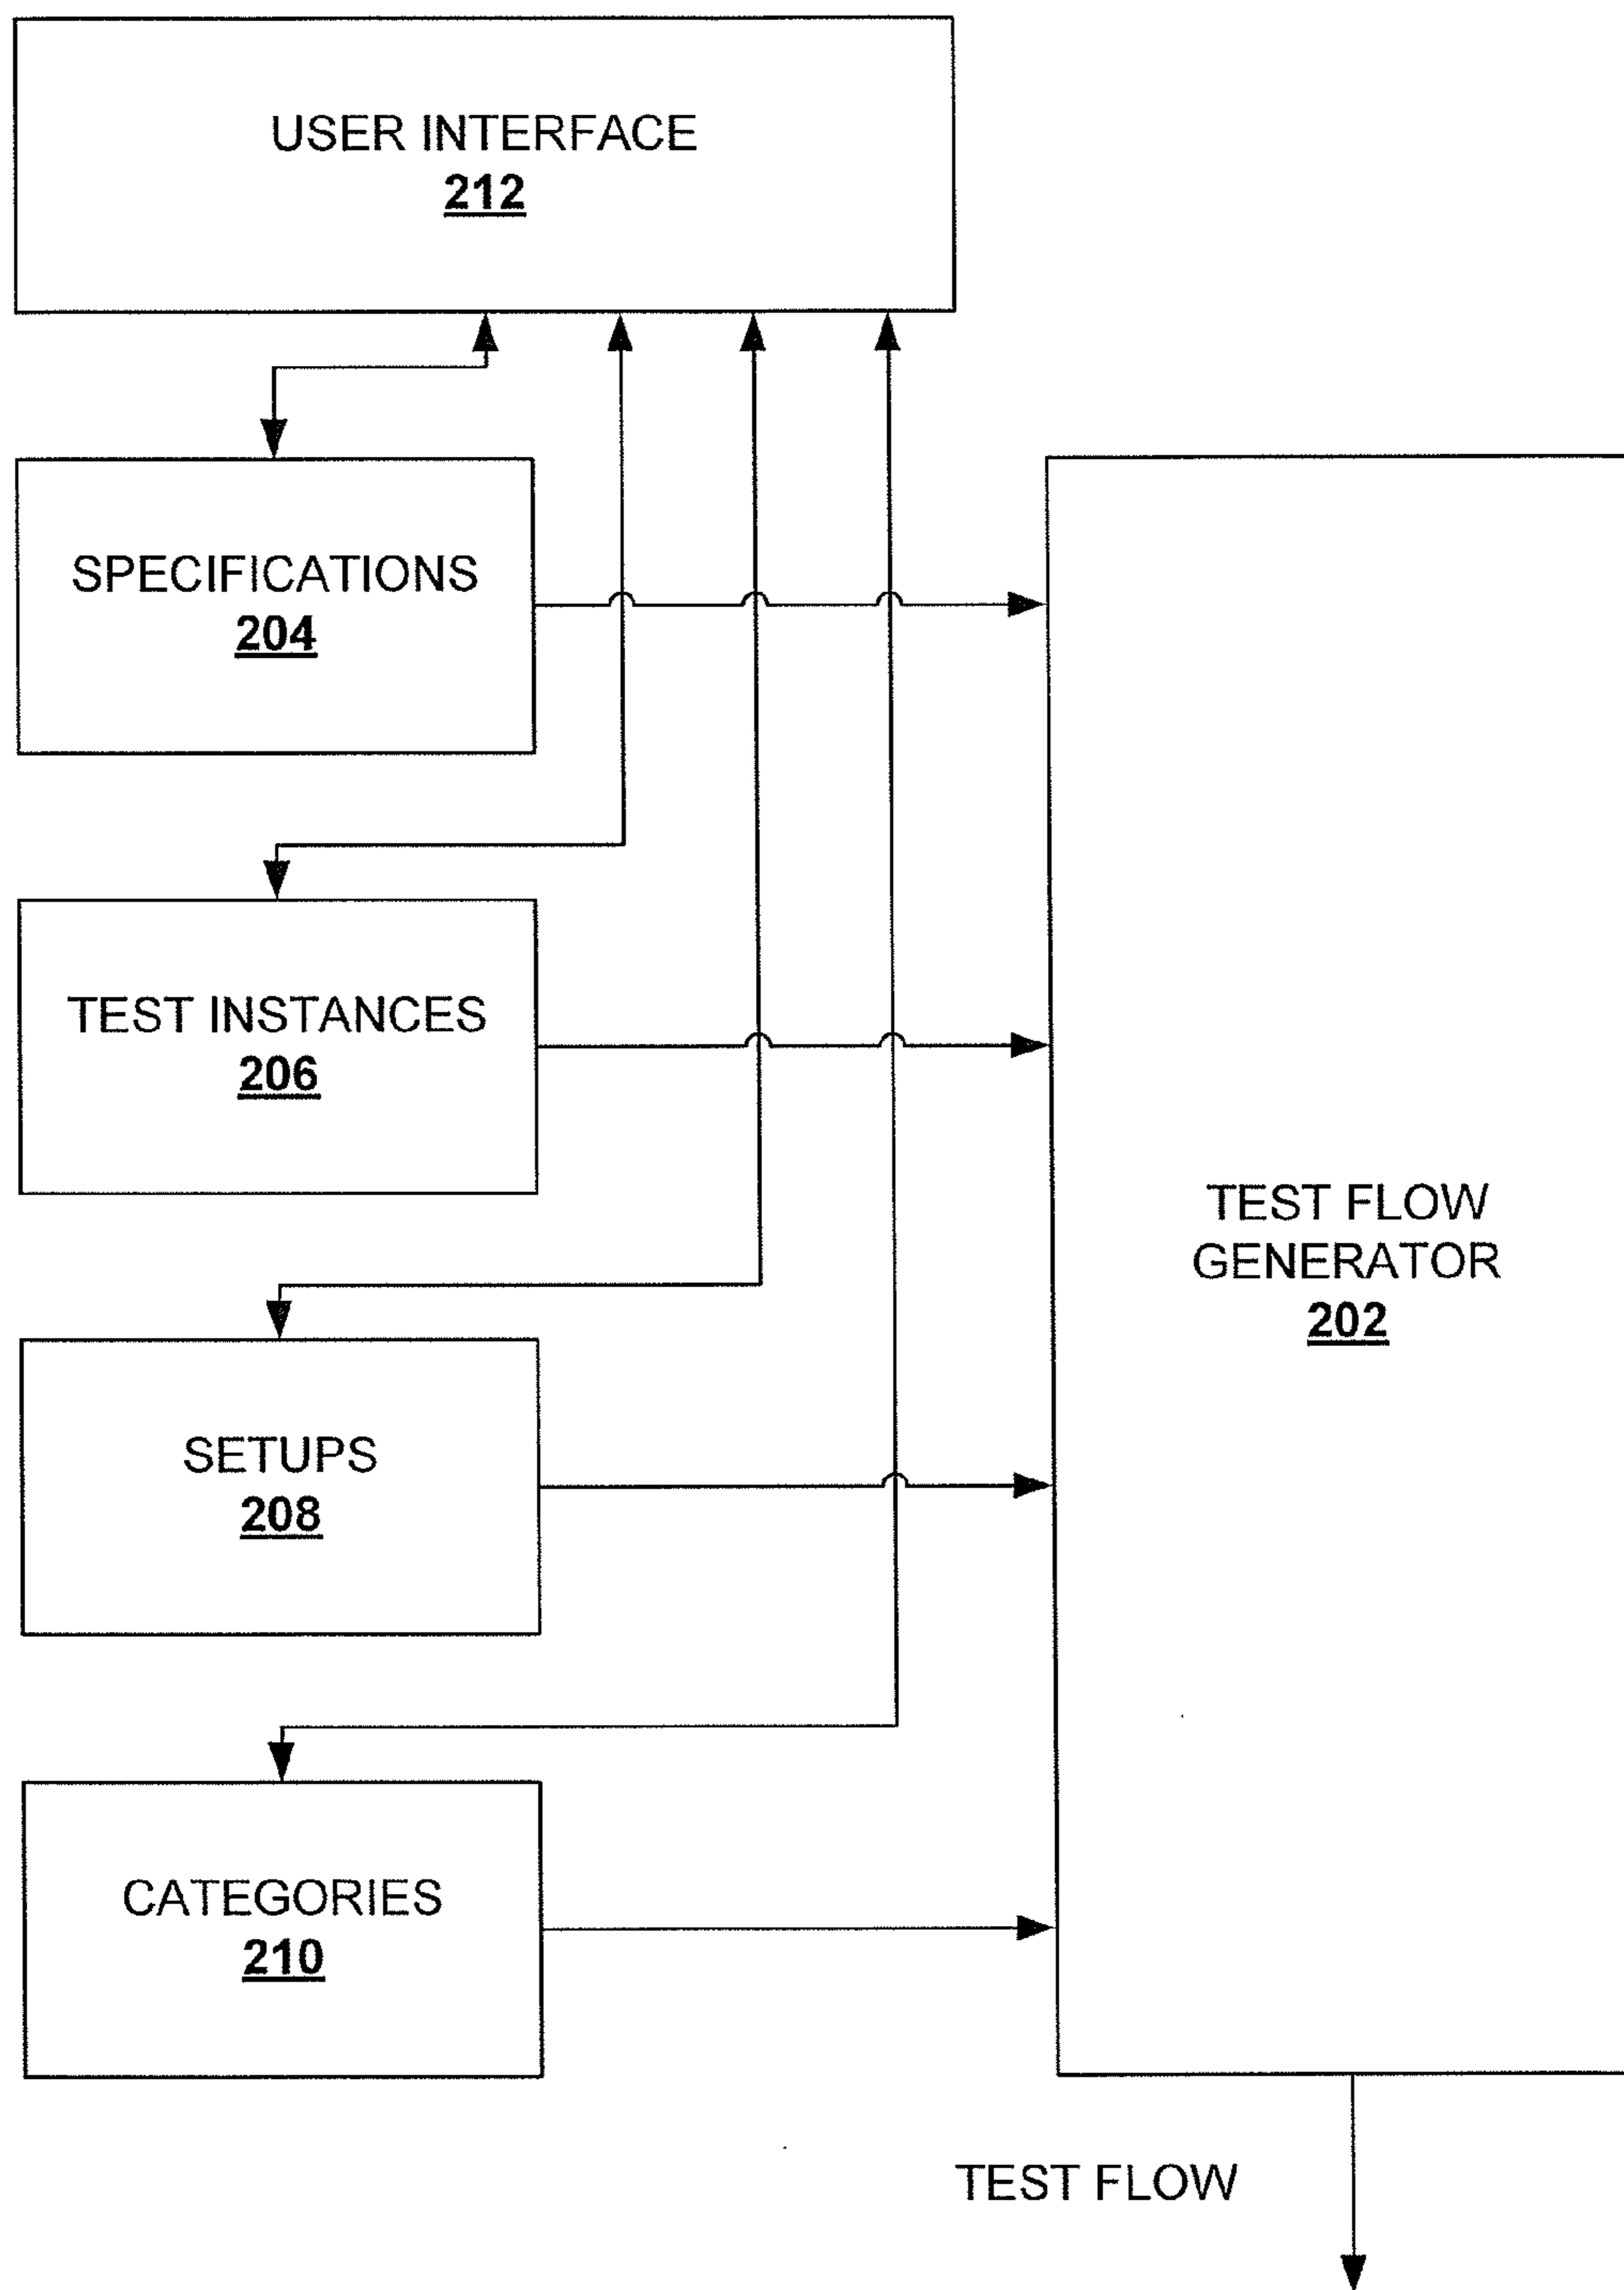 USER INTERFACE
212
SPECIFICATIONS
204
TEST INSTANCES
206
TEST FLOW
GENERATOR
202
SETUPS
208
CATEGORIES
210
TEST FLOW